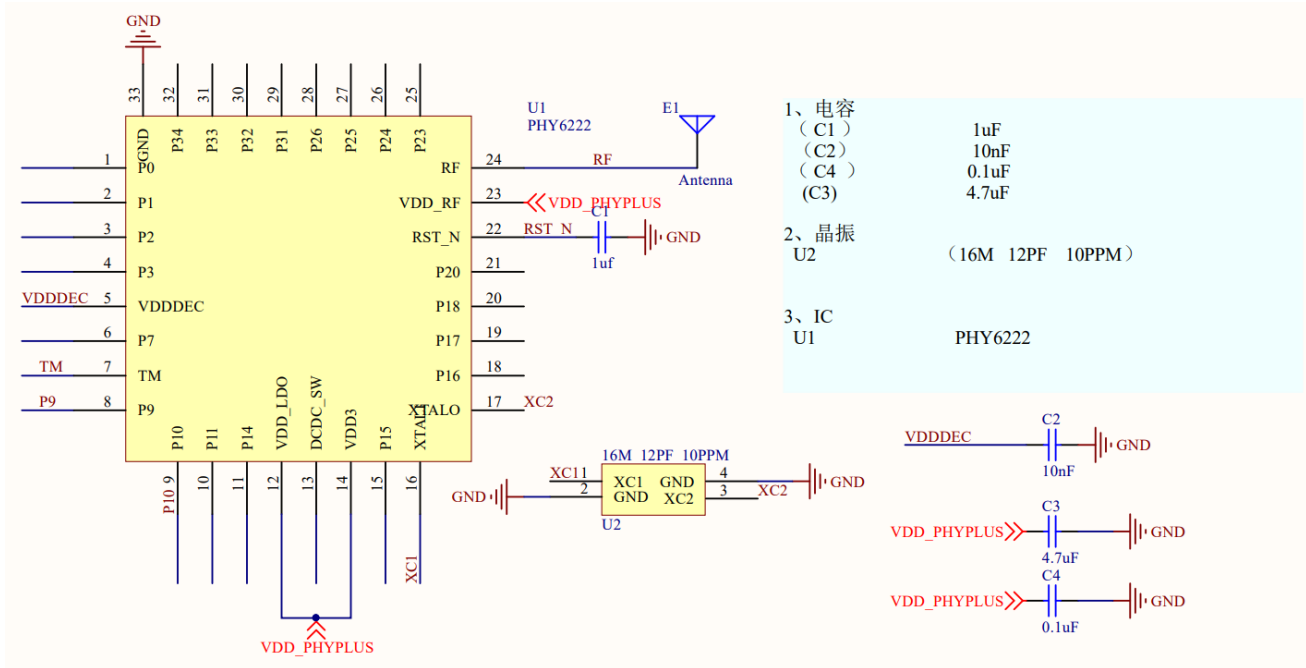 GND
33
32
31
30
29
28
27
26
25
GND
P34
P33
P32
P31
P26
P25
P24
P23
U1
PHY6222
E1
Antenna
1 P0
2 P1
3 P2
4 P3
VDDDEC 5 VDDDEC
6 P7
TM 7 TM
P9 8 P9
RF 24 RF
VDD_RF 23 VDD_PHYPLUS
RST_N 22 RST_N
C1
1uf
GND
P20 21
P18 20
P17 19
P16 18
XTALO 17 XC2
P10
P11
P14
VDD_LDO
DCDC_SW
VDD3
P15
XTALI
P10 9
10
11
12
13
14
15
16
XC1
VDD_PHYPLUS
16M 12PF 10PPM
XC1 1 XC1
GND 2 GND
GND 4 GND
XC2 3 XC2
U2
1、电容
（ C1 ） 1uF
（C2） 10nF
（ C4 ） 0.1uF
(C3) 4.7uF
2、晶振
U2 （16M 12PF 10PPM）
3、IC
U1 PHY6222
C2
VDDDEC GND
10nF
C3
VDD_PHYPLUS GND
4.7uF
C4
VDD_PHYPLUS GND
0.1uF